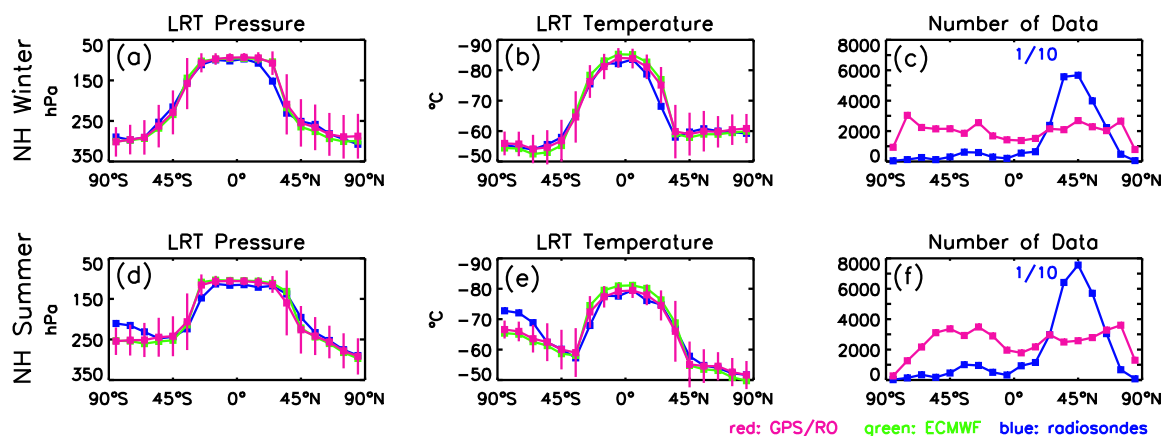 LRT Pressure
LRT Temperature
Number of Data
NH Winter
hPa
50
150
250
350
(a)
90°S
45°S
0°
45°N
90°N
°C
-90
-80
-70
-60
-50
(b)
90°S
45°S
0°
45°N
90°N
8000
6000
4000
2000
0
(c)
1/10
90°S
45°S
0°
45°N
90°N
LRT Pressure
LRT Temperature
Number of Data
NH Summer
hPa
50
150
250
350
(d)
90°S
45°S
0°
45°N
90°N
°C
-90
-80
-70
-60
-50
(e)
90°S
45°S
0°
45°N
90°N
8000
6000
4000
2000
0
(f)
1/10
90°S
45°S
0°
45°N
90°N
red: GPS/RO green: ECMWF blue: radiosondes